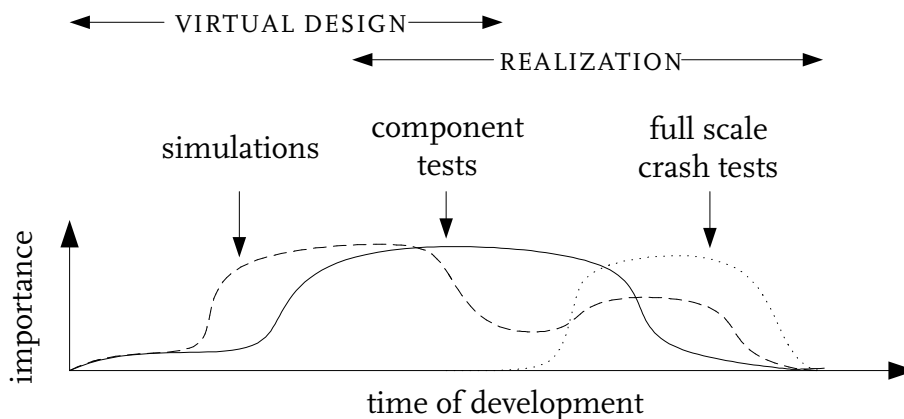 VIRTUAL DESIGN
REALIZATION
simulations
component
tests
full scale
crash tests
importance
time of development